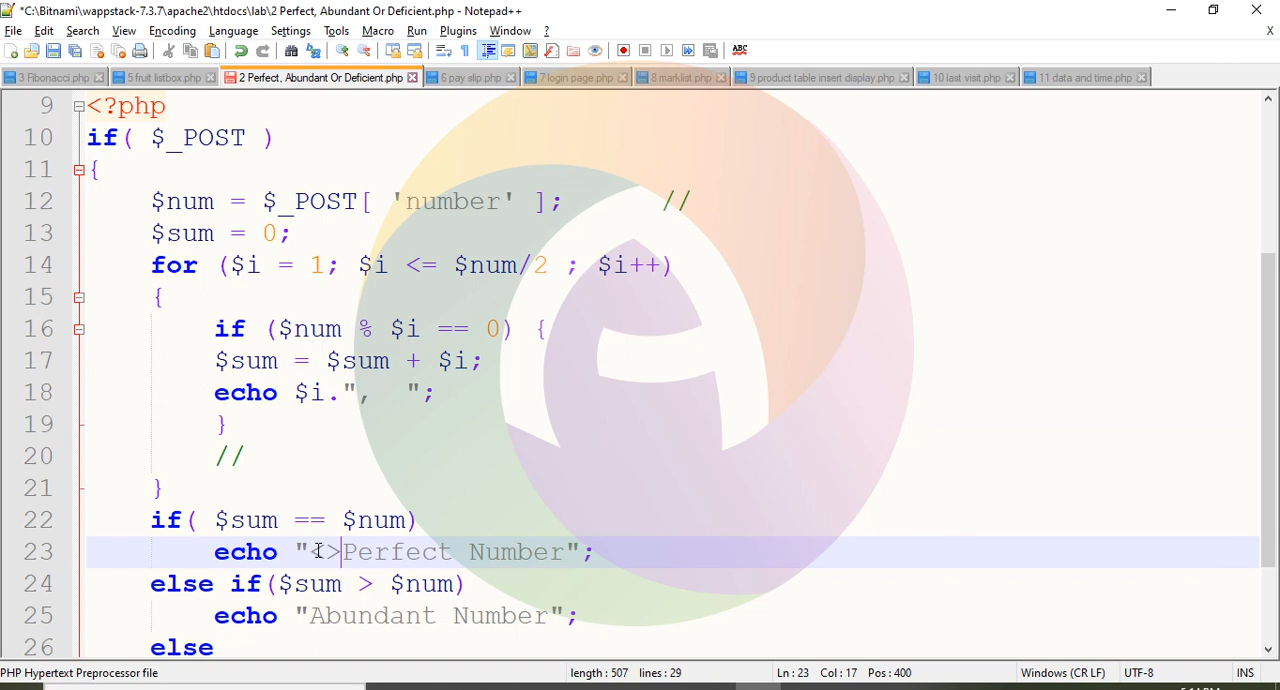 *C:\Bitnami\wappstack-7.3.7\apache2\htdocs\lab\2 Perfect, Abundant Or Deficient.php - Notepad++
File Edit Search View Encoding Language Settings Tools Macro Run Plugins Window ? X
3 Fibonacci.php 5 fruit listbox.php 2 Perfect, Abundant Or Deficient.php 6 pay slip.php 7 login page.php 8 marklist.php 9 product table insert display.php 10 last visit.php 11 data and time.php
9 <?php
10 if( $_POST )
11 {
12 $num = $_POST[ 'number' ]; //
13 $sum = 0;
14 for ($i = 1; $i <= $num/2 ; $i++)
15 {
16 if ($num % $i == 0) {
17 $sum = $sum + $i;
18 echo $i.", ";
19 }
20 //
21 }
22 if( $sum == $num)
23 echo "<>Perfect Number";
24 else if($sum > $num)
25 echo "Abundant Number";
26 else
PHP Hypertext Preprocessor file length : 507 lines : 29 Ln : 23 Col : 17 Pos : 400 Windows (CR LF) UTF-8 INS